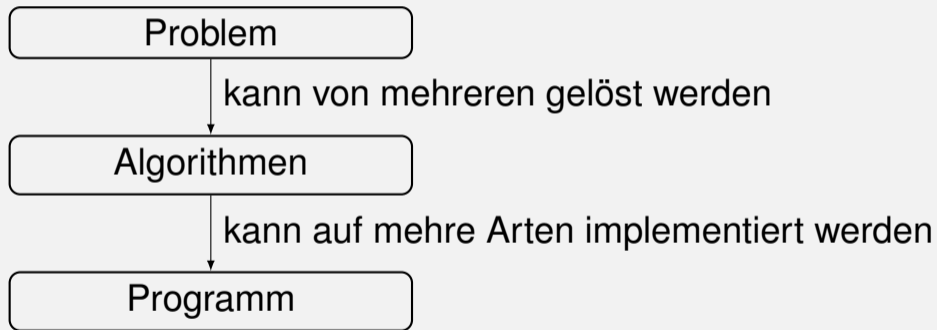 Problem
kann von mehreren gelöst werden
Algorithmen
kann auf mehre Arten implementiert werden
Programm